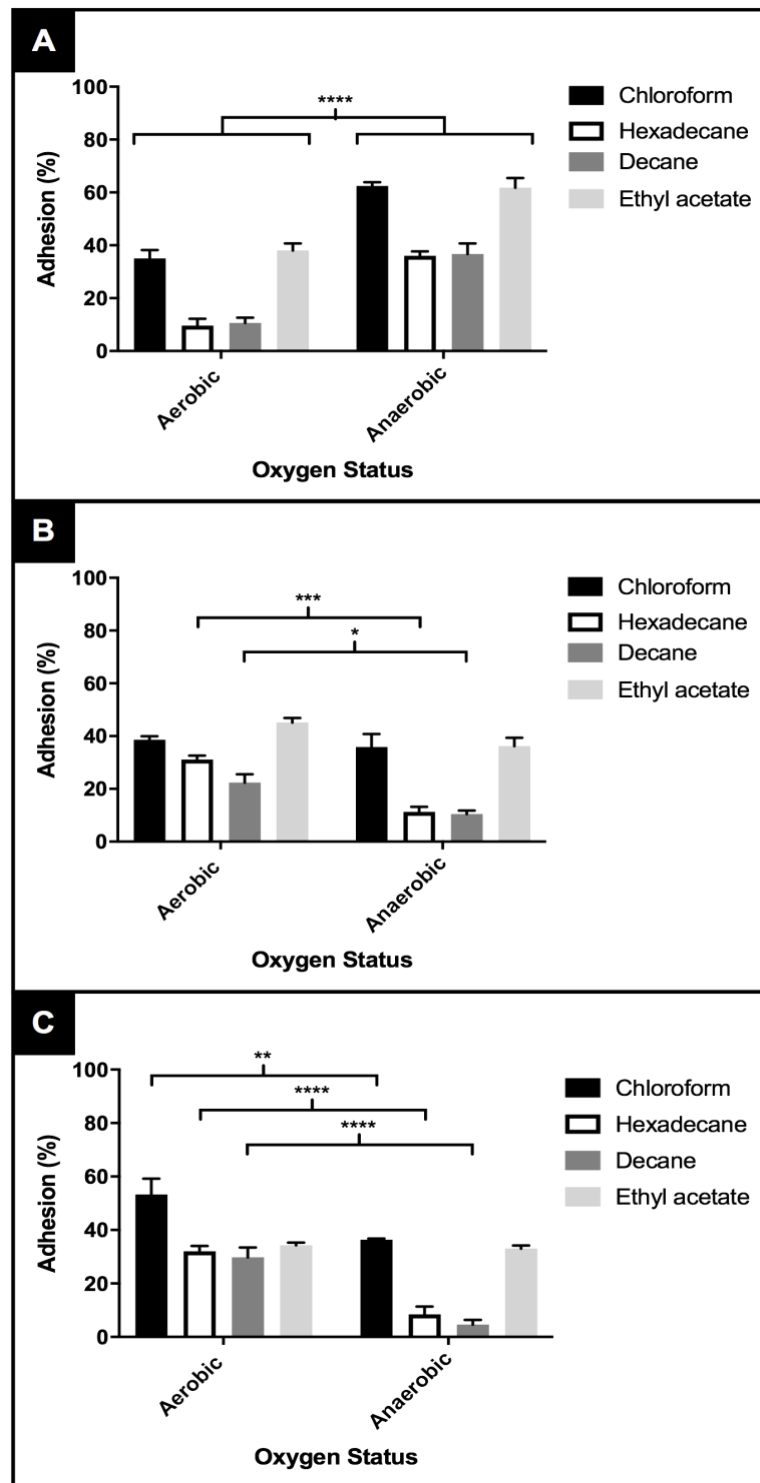 A
****
100
80
60
40
20
0
Adhesion (%)
Aerobic
Anaerobic
Oxygen Status
Chloroform
Hexadecane
Decane
Ethyl acetate
B
***
*
100
80
60
40
20
0
Adhesion (%)
Aerobic
Anaerobic
Oxygen Status
Chloroform
Hexadecane
Decane
Ethyl acetate
C
**
****
****
100
80
60
40
20
0
Adhesion (%)
Aerobic
Anaerobic
Oxygen Status
Chloroform
Hexadecane
Decane
Ethyl acetate